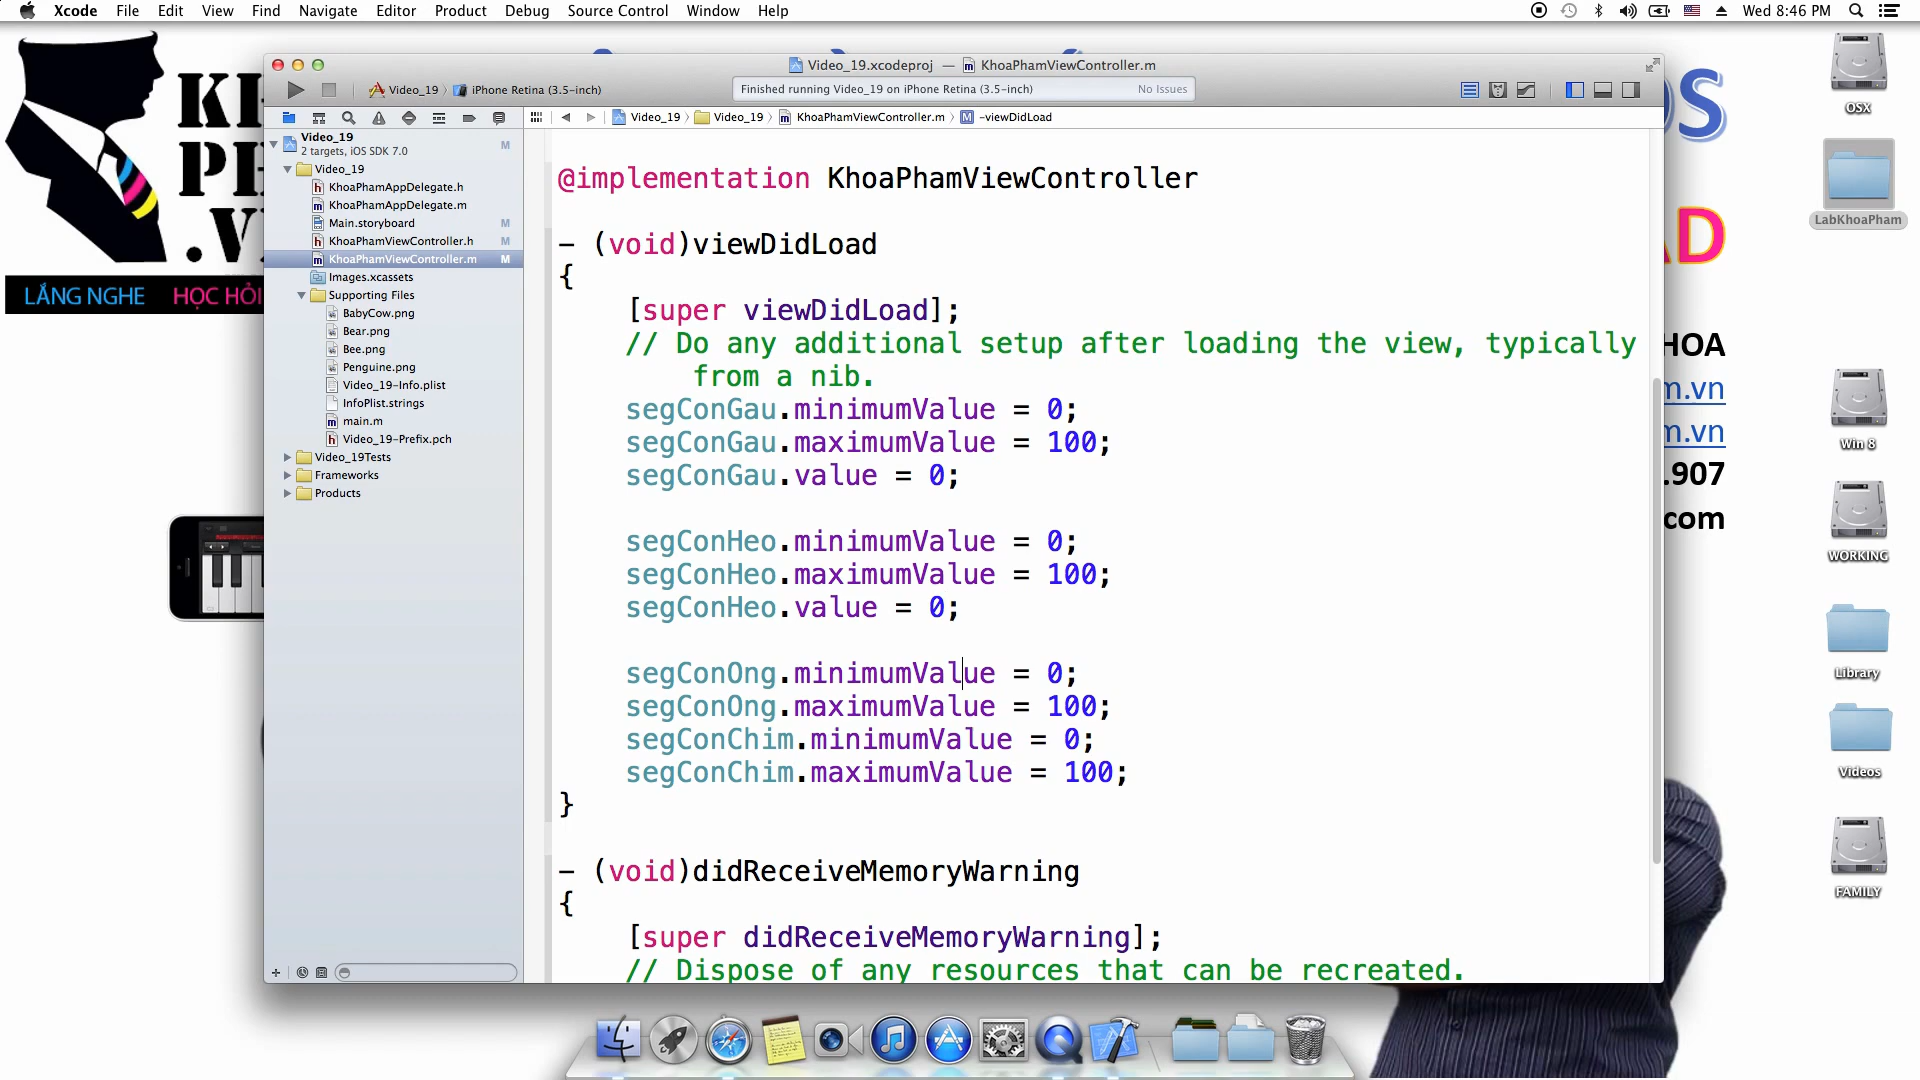 Xcode File Edit View Find Navigate Editor Product Debug Source Control Window Help
Wed 8:46 PM
Video_19.xcodeproj — KhoaPhamViewController.m
Video_19 iPhone Retina (3.5-inch)
Finished running Video_19 on iPhone Retina (3.5-inch) No Issues
Video_19 Video_19 KhoaPhamViewController.m -viewDidLoad
Video_19 M
2 targets, iOS SDK 7.0
Video_19
KhoaPhamAppDelegate.h
KhoaPhamAppDelegate.m
Main.storyboard M
KhoaPhamViewController.h M
KhoaPhamViewController.m M
Images.xcassets
Supporting Files
BabyCow.png
Bear.png
Bee.png
Penguine.png
Video_19-Info.plist
InfoPlist.strings
main.m
Video_19-Prefix.pch
Video_19Tests
Frameworks
Products
@implementation KhoaPhamViewController
- (void)viewDidLoad
{
[super viewDidLoad];
// Do any additional setup after loading the view, typically
from a nib.
segConGau.minimumValue = 0;
segConGau.maximumValue = 100;
segConGau.value = 0;
segConHeo.minimumValue = 0;
segConHeo.maximumValue = 100;
segConHeo.value = 0;
segConOng.minimumValue = 0;
segConOng.maximumValue = 100;
segConChim.minimumValue = 0;
segConChim.maximumValue = 100;
}
- (void)didReceiveMemoryWarning
{
[super didReceiveMemoryWarning];
// Dispose of any resources that can be recreated.
LẮNG NGHE HỌC HỎI
HOA
m.vn
m.vn
.907
com
OSX
LabKhoaPham
Win 8
WORKING
Library
Videos
FAMILY